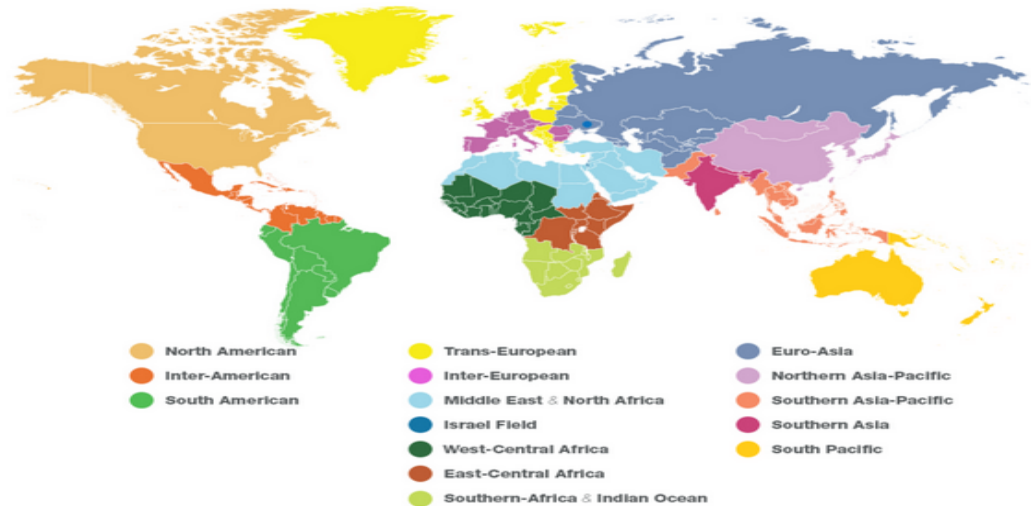 North American
Inter-American
South American
Trans-European
Inter-European
Middle East & North Africa
Israel Field
West-Central Africa
East-Central Africa
Southern-Africa & Indian Ocean
Euro-Asia
Northern Asia-Pacific
Southern Asia-Pacific
Southern Asia
South Pacific